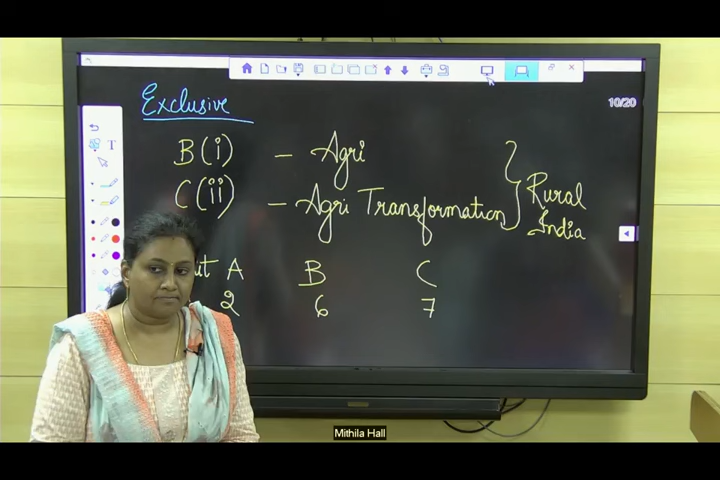 10/20
Exclusive
B(i) - Agri
C(ii) - Agri Transformation } Rural India
A B C
2 6 7
T
Mithila Hall